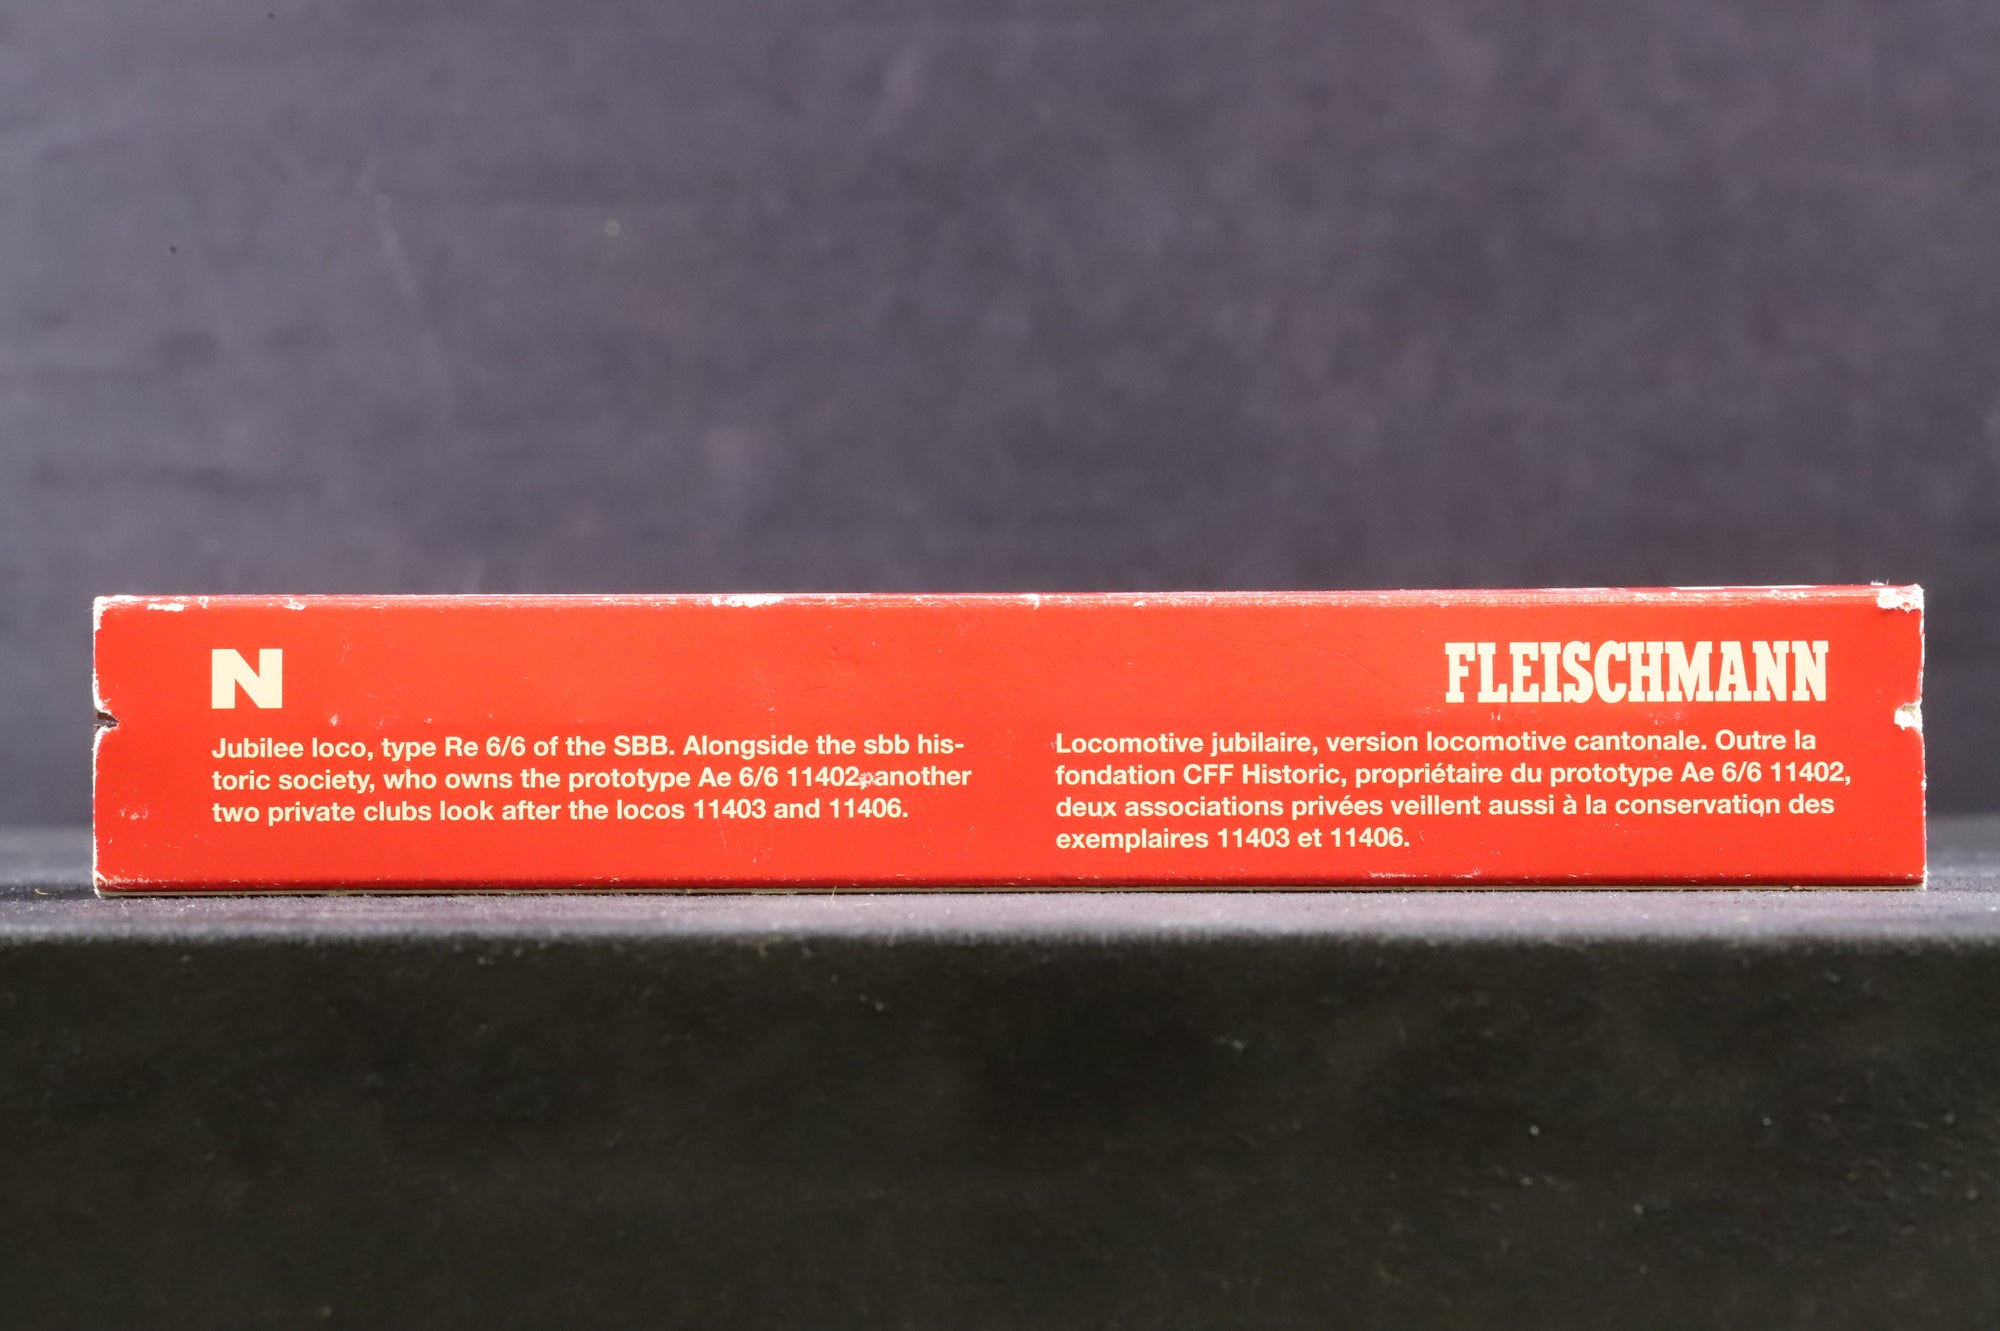 N
FLEISCHMANN
Jubilee loco, type Re 6/6 of the SBB. Alongside the sbb his-
toric society, who owns the prototype Ae 6/6 11402, another
two private clubs look after the locos 11403 and 11406.
Locomotive jubilaire, version locomotive cantonale. Outre la
fondation CFF Historic, propriétaire du prototype Ae 6/6 11402,
deux associations privées veillent aussi à la conservation des
exemplaires 11403 et 11406.